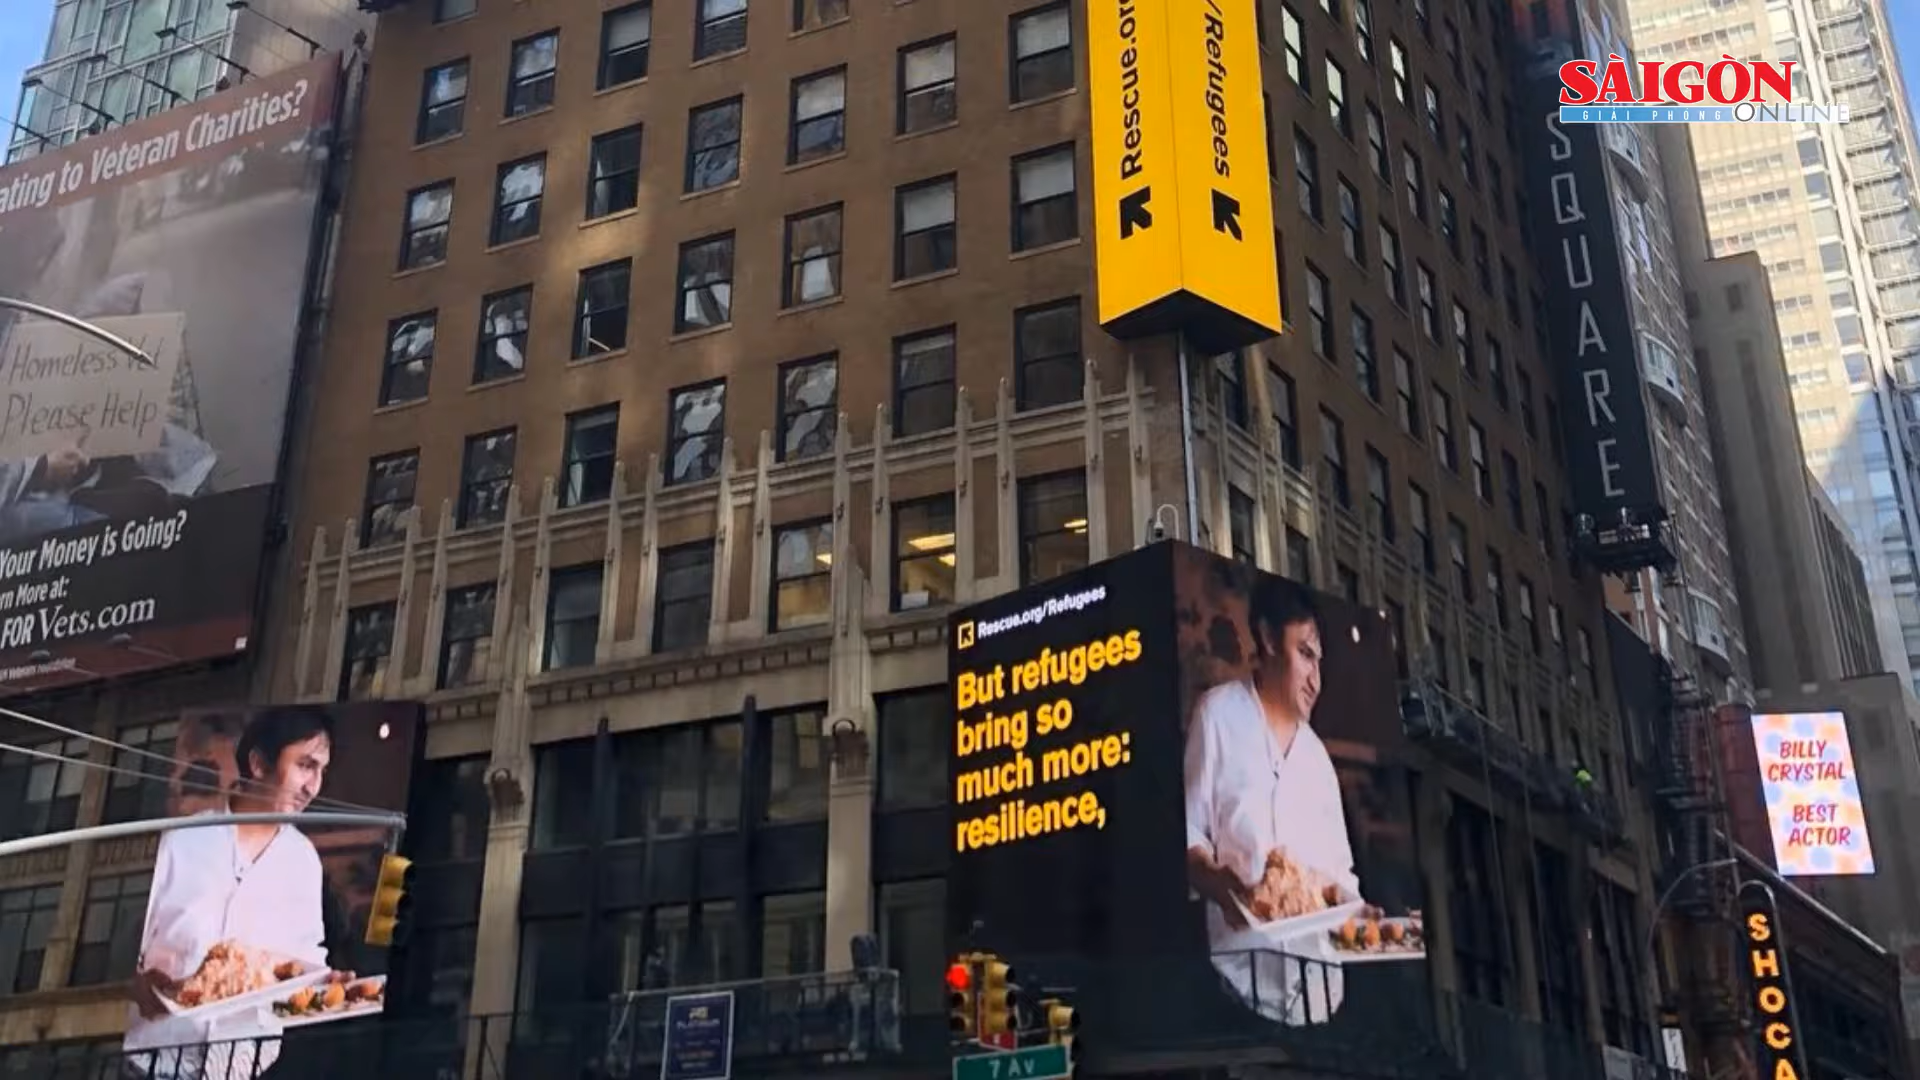 ating to Veteran Charities?
Homeless Vet
Please Help
Your Money is Going?
rn More at:
FOR Vets.com
Rescue.or
/Refugees
SÀIGÒN
GIẢI PHÓNG ONLINE
SQUARE
Rescue.org/Refugees
But refugees
bring so
much more:
resilience,
BILLY
CRYSTAL
BEST
ACTOR
SHOCA
7 AV